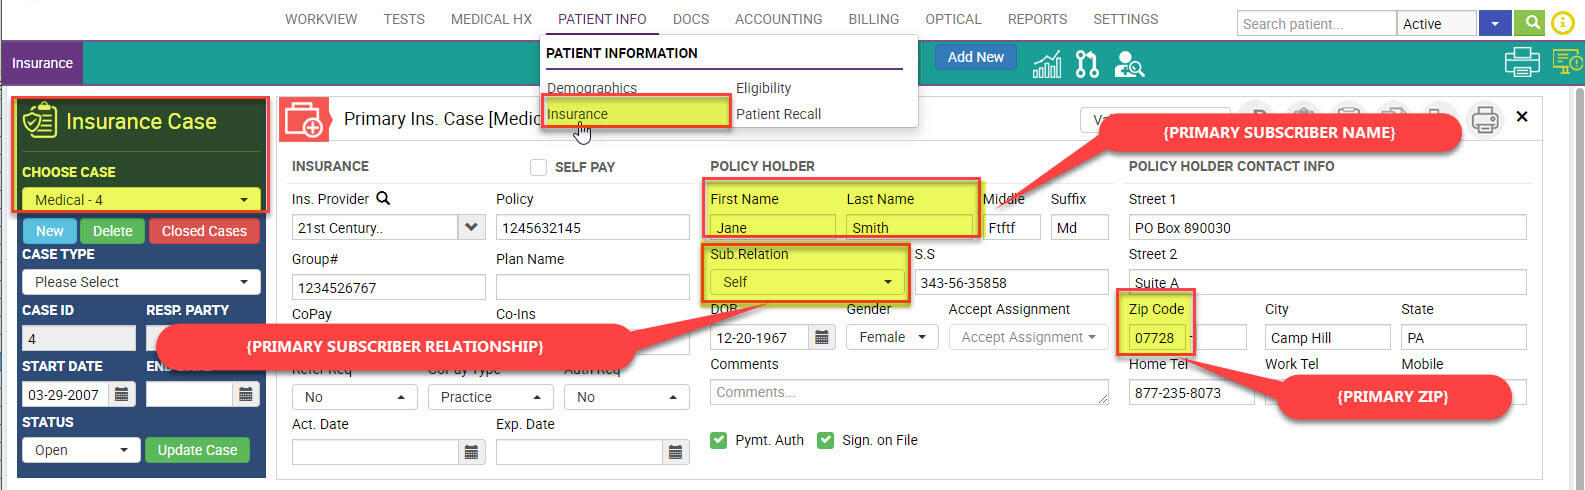 WORKVIEW TESTS MEDICAL HX PATIENT INFO DOCS ACCOUNTING BILLING OPTICAL REPORTS SETTINGS
Search patient... Active
Insurance
Add New
PATIENT INFORMATION
Demographics Eligibility
Insurance Patient Recall
Insurance Case
CHOOSE CASE
Medical - 4
New Delete Closed Cases
CASE TYPE
Please Select
CASE ID RESP. PARTY
4
START DATE
03-29-2007
STATUS
Open Update Case
Primary Ins. Case [Medic
INSURANCE SELF PAY
Ins. Provider Policy
21st Century.. 1245632145
Group# Plan Name
1234526767
CoPay Co-Ins
{PRIMARY SUBSCRIBER RELATIONSHIP}
Refer Req CoPay Type Auth Req
No Practice No
Act. Date Exp. Date
POLICY HOLDER
{PRIMARY SUBSCRIBER NAME}
First Name Last Name Middle Suffix
Jane Smith Ftftf Md
Sub.Relation S.S
Self 343-56-35858
DOB Gender Accept Assignment
12-20-1967 Female Accept Assignment
Comments
Comments...
Pymt. Auth Sign. on File
POLICY HOLDER CONTACT INFO
Street 1
PO Box 890030
Street 2
Suite A
Zip Code City State
07728 - Camp Hill PA
Home Tel Work Tel Mobile
877-235-8073
{PRIMARY ZIP}